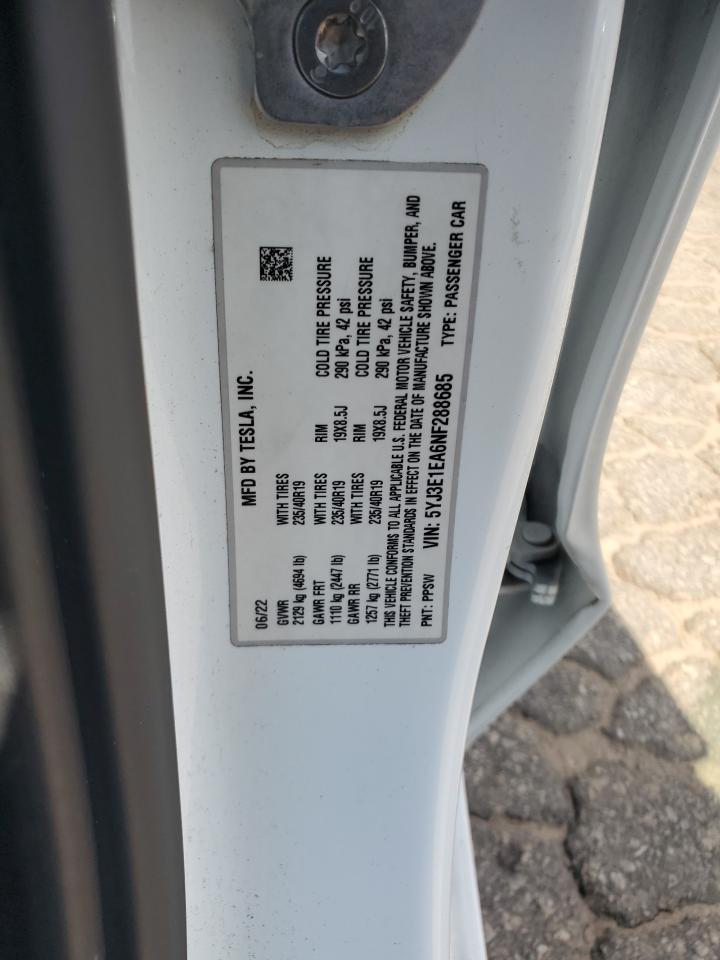 MFD BY TESLA, INC.
06/22
GVWR WITH TIRES RIM COLD TIRE PRESSURE
2129 kg (4694 lb) 235/40R19
GAWR FRT WITH TIRES RIM COLD TIRE PRESSURE
1110 kg (2447 lb) 235/40R19 19X8.5J 290 kPa, 42 psi
GAWR RR WITH TIRES RIM COLD TIRE PRESSURE
1257 kg (2771 lb) 235/40R19 19X8.5J 290 kPa, 42 psi
THIS VEHICLE CONFORMS TO ALL APPLICABLE U.S. FEDERAL MOTOR VEHICLE SAFETY, BUMPER, AND
THEFT PREVENTION STANDARDS IN EFFECT ON THE DATE OF MANUFACTURE SHOWN ABOVE.
PNT: PPSW VIN: 5YJ3E1EA6NF288685 TYPE: PASSENGER CAR